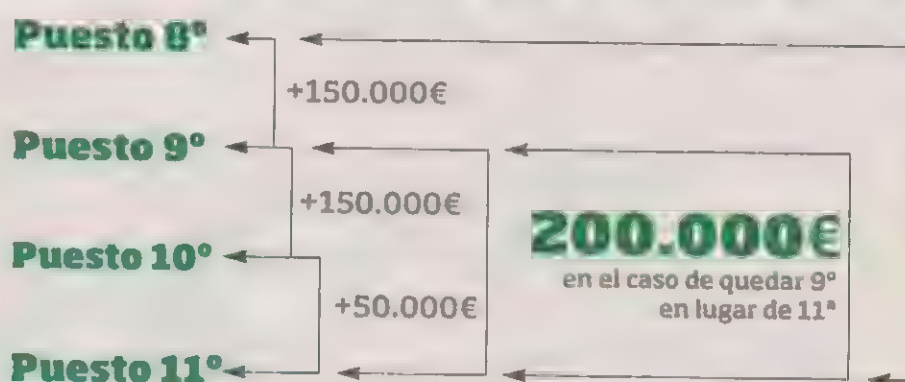 Puesto 8º
+150.000€
Puesto 9º
+150.000€
200.000€
Puesto 10º
en el caso de quedar 9º
en lugar de 11ª
+50.000€
Puesto 11º